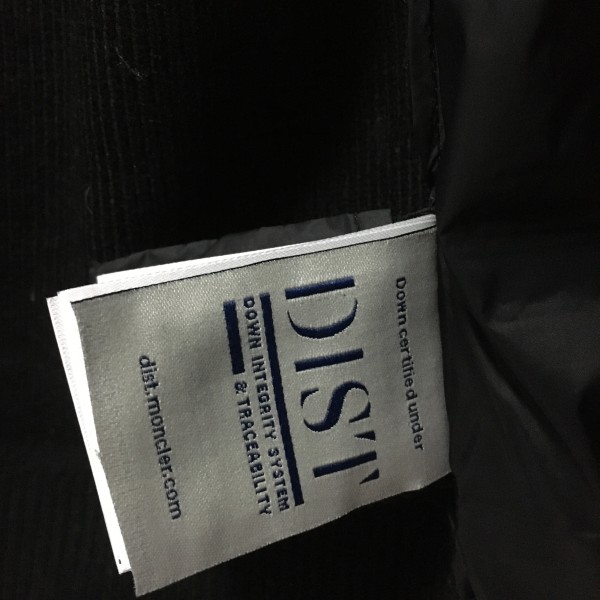 Down certified under
DIST
DOWN INTEGRITY SYSTEM
& TRACEABILITY
dist.moncler.com